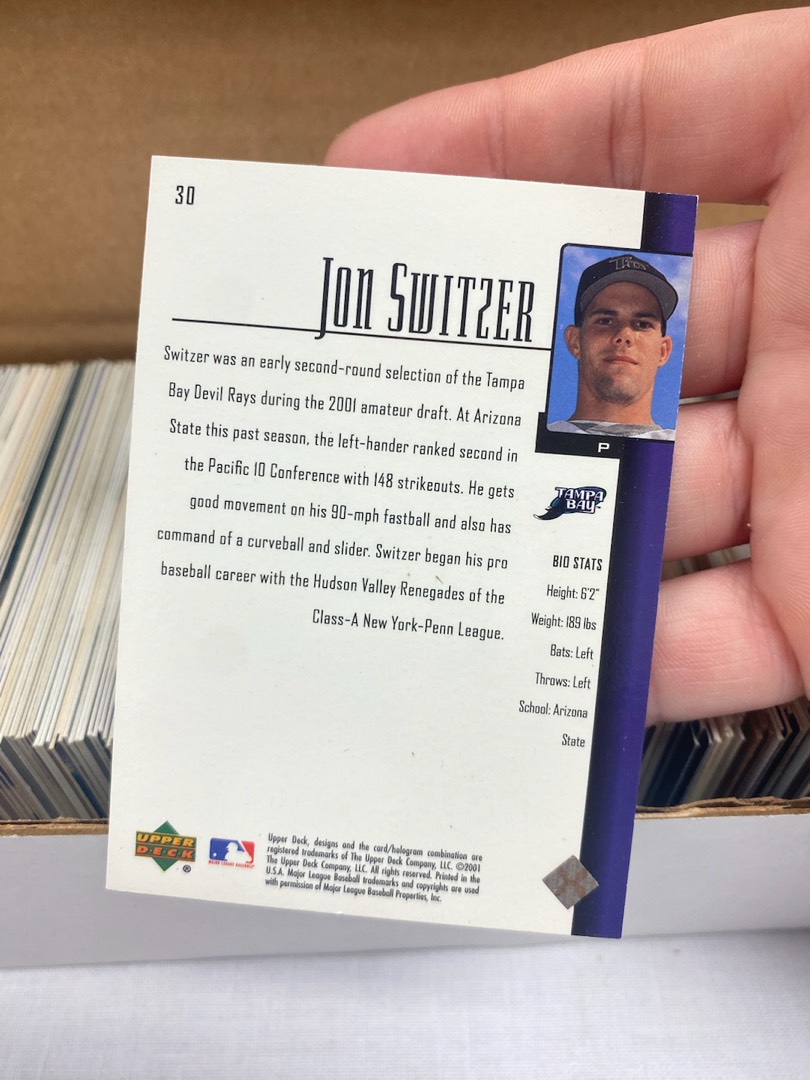 30
Jon Switzer
Switzer was an early second-round selection of the Tampa
Bay Devil Rays during the 2001 amateur draft. At Arizona
State this past season, the left-hander ranked second in
the Pacific 10 Conference with 148 strikeouts. He gets
good movement on his 90-mph fastball and also has
command of a curveball and slider. Switzer began his pro
baseball career with the Hudson Valley Renegades of the
Class-A New York-Penn League.
P
TAMPA
BAY
BIO STATS
Height: 6'2"
Weight: 189 lbs
Bats: Left
Throws: Left
School: Arizona
State
UPPER
DECK
®
MAJOR LEAGUE BASEBALL
Upper Deck, designs and the card/hologram combination are
registered trademarks of The Upper Deck Company, LLC. ©2001
The Upper Deck Company, LLC. All rights reserved. Printed in the
U.S.A. Major League Baseball trademarks and copyrights are used
with permission of Major League Baseball Properties, Inc.